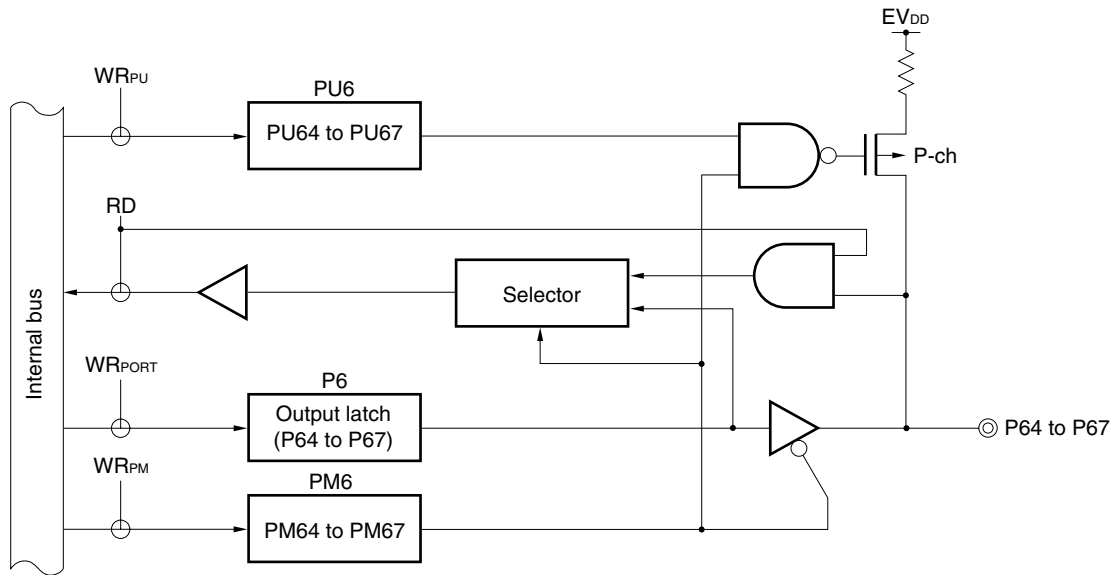 EVDD
WRPU
PU6
PU64 to PU67
P-ch
RD
Selector
Internal bus
WRPORT
P6
Output latch
(P64 to P67)
P64 to P67
WRPM
PM6
PM64 to PM67